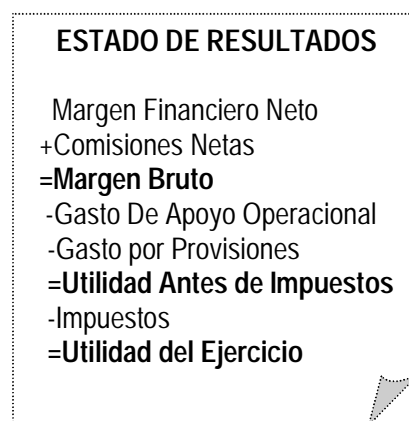 ESTADO DE RESULTADOS
Margen Financiero Neto
+Comisiones Netas
=Margen Bruto
-Gasto De Apoyo Operacional
-Gasto por Provisiones
=Utilidad Antes de Impuestos
-Impuestos
=Utilidad del Ejercicio